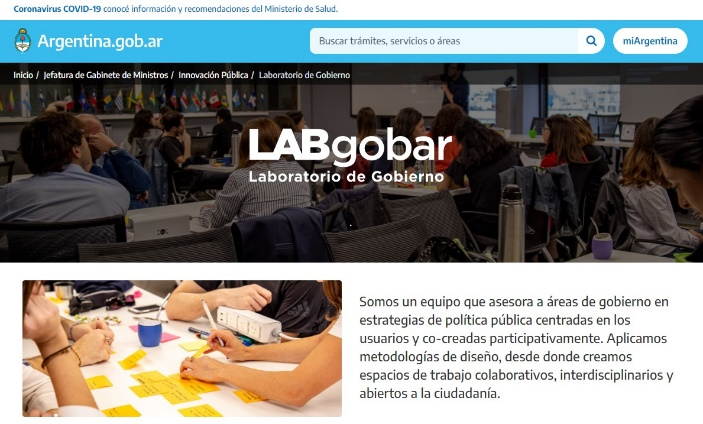 Coronavirus COVID-19 conocé información y recomendaciones del Ministerio de Salud.
Argentina.gob.ar
Buscar trámites, servicios o áreas
miArgentina
Inicio / Jefatura de Gabinete de Ministros / Innovación Pública / Laboratorio de Gobierno
LABgobar
Laboratorio de Gobierno
Somos un equipo que asesora a áreas de gobierno en
estrategias de política pública centradas en los
usuarios y co-creadas participativamente. Aplicamos
metodologías de diseño, desde donde creamos
espacios de trabajo colaborativos, interdisciplinarios y
abiertos a la ciudadanía.